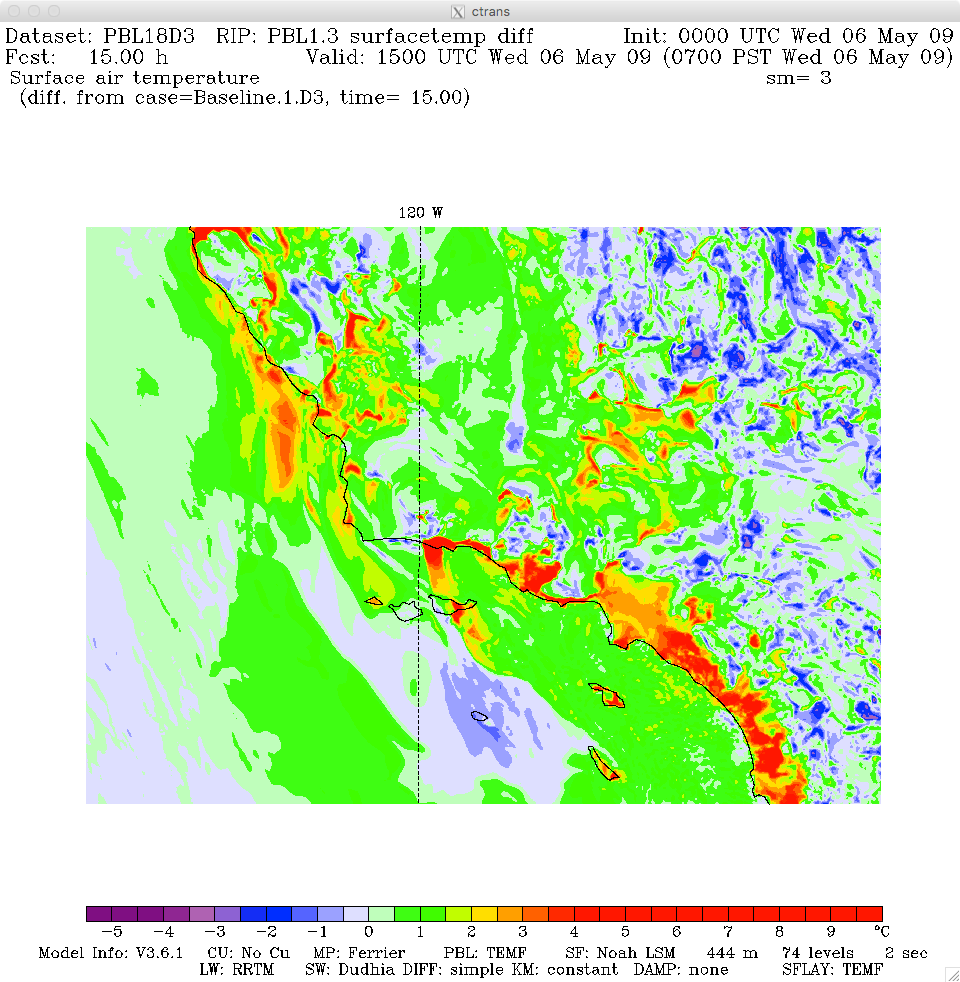 ctrans
Dataset: PBL18D3 RIP: PBL1.3 surfacetemp diff Init: 0000 UTC Wed 06 May 09
Fcst: 15.00 h Valid: 1500 UTC Wed 06 May 09 (0700 PST Wed 06 May 09)
Surface air temperature sm= 3
(diff. from case=Baseline.1.D3, time= 15.00)
120 W
−5 −4 −3 −2 −1 0 1 2 3 4 5 6 7 8 9 °C
Model Info: V3.6.1 CU: No Cu MP: Ferrier PBL: TEMF SF: Noah LSM 444 m 74 levels 2 sec
LW: RRTM SW: Dudhia DIFF: simple KM: constant DAMP: none SFLAY: TEMF